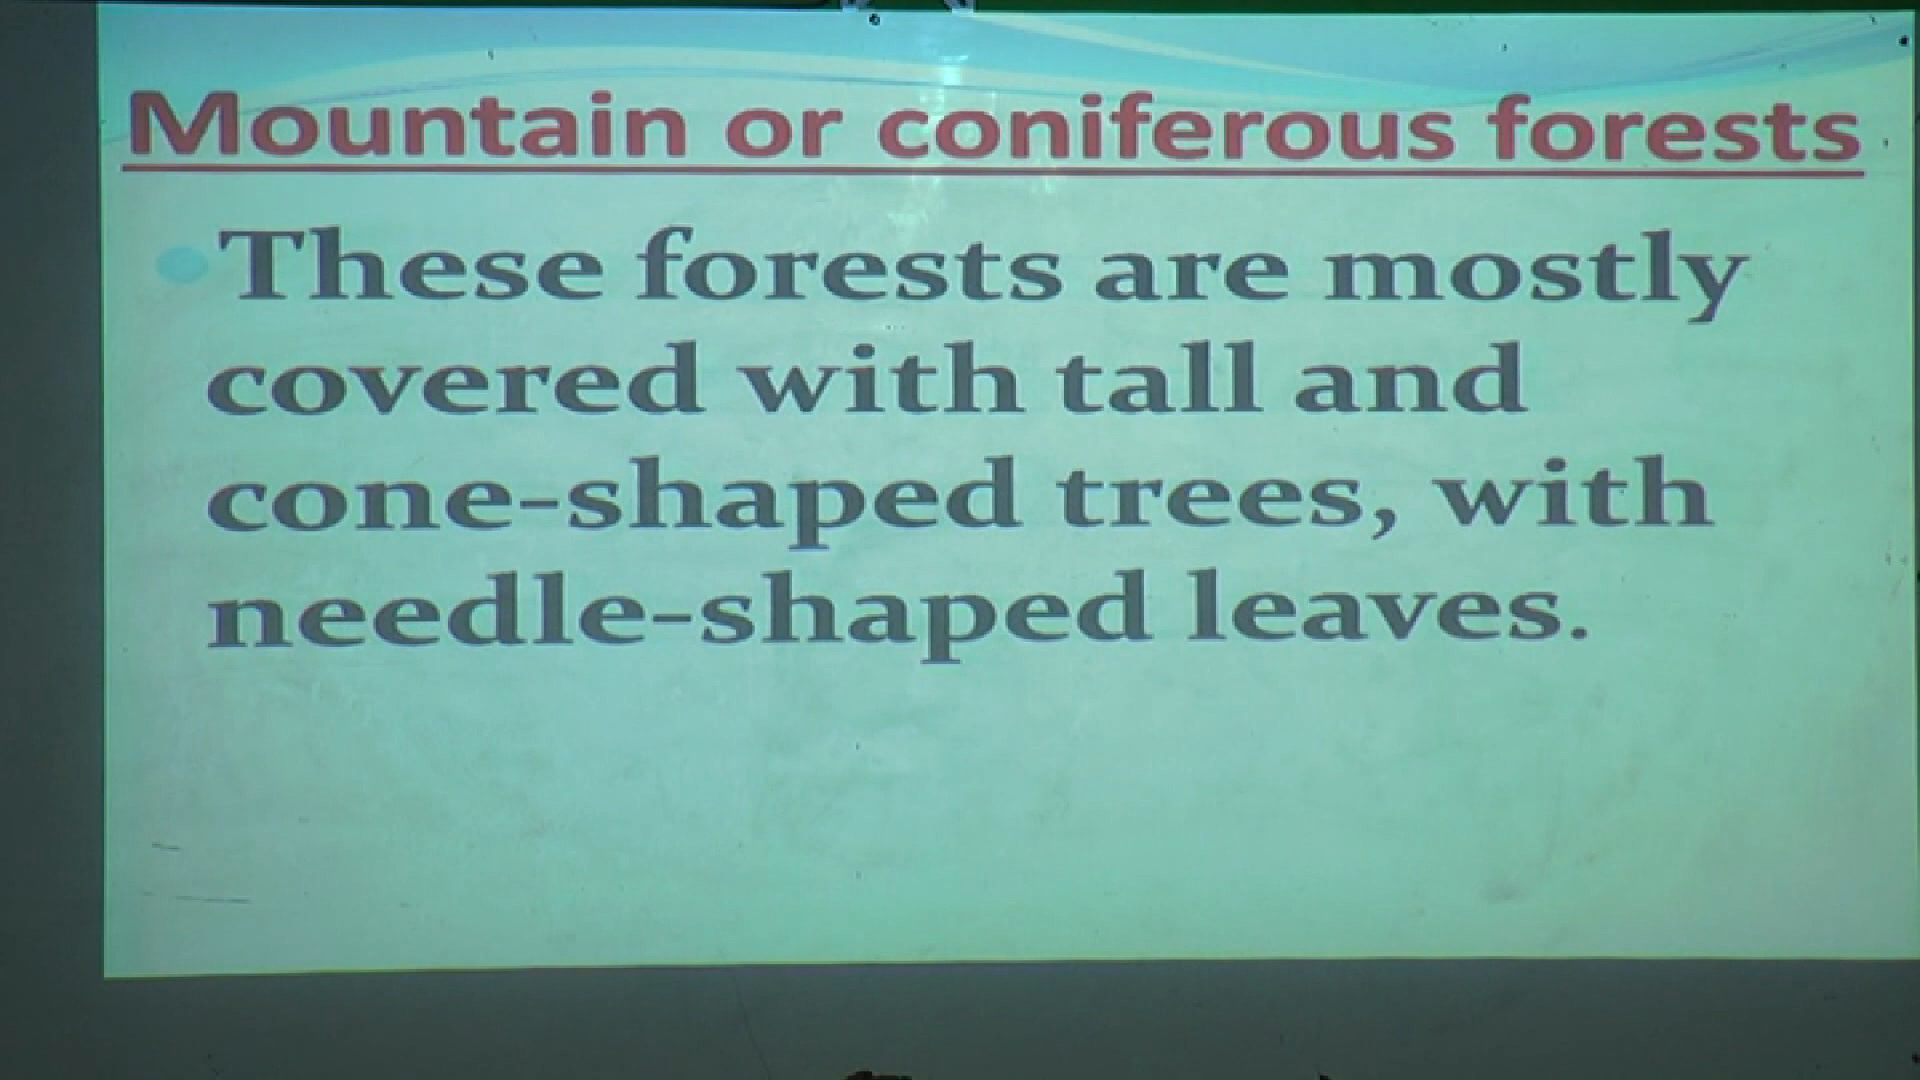 Mountain or coniferous forests
These forests are mostly
covered with tall and
cone-shaped trees, with
needle-shaped leaves.